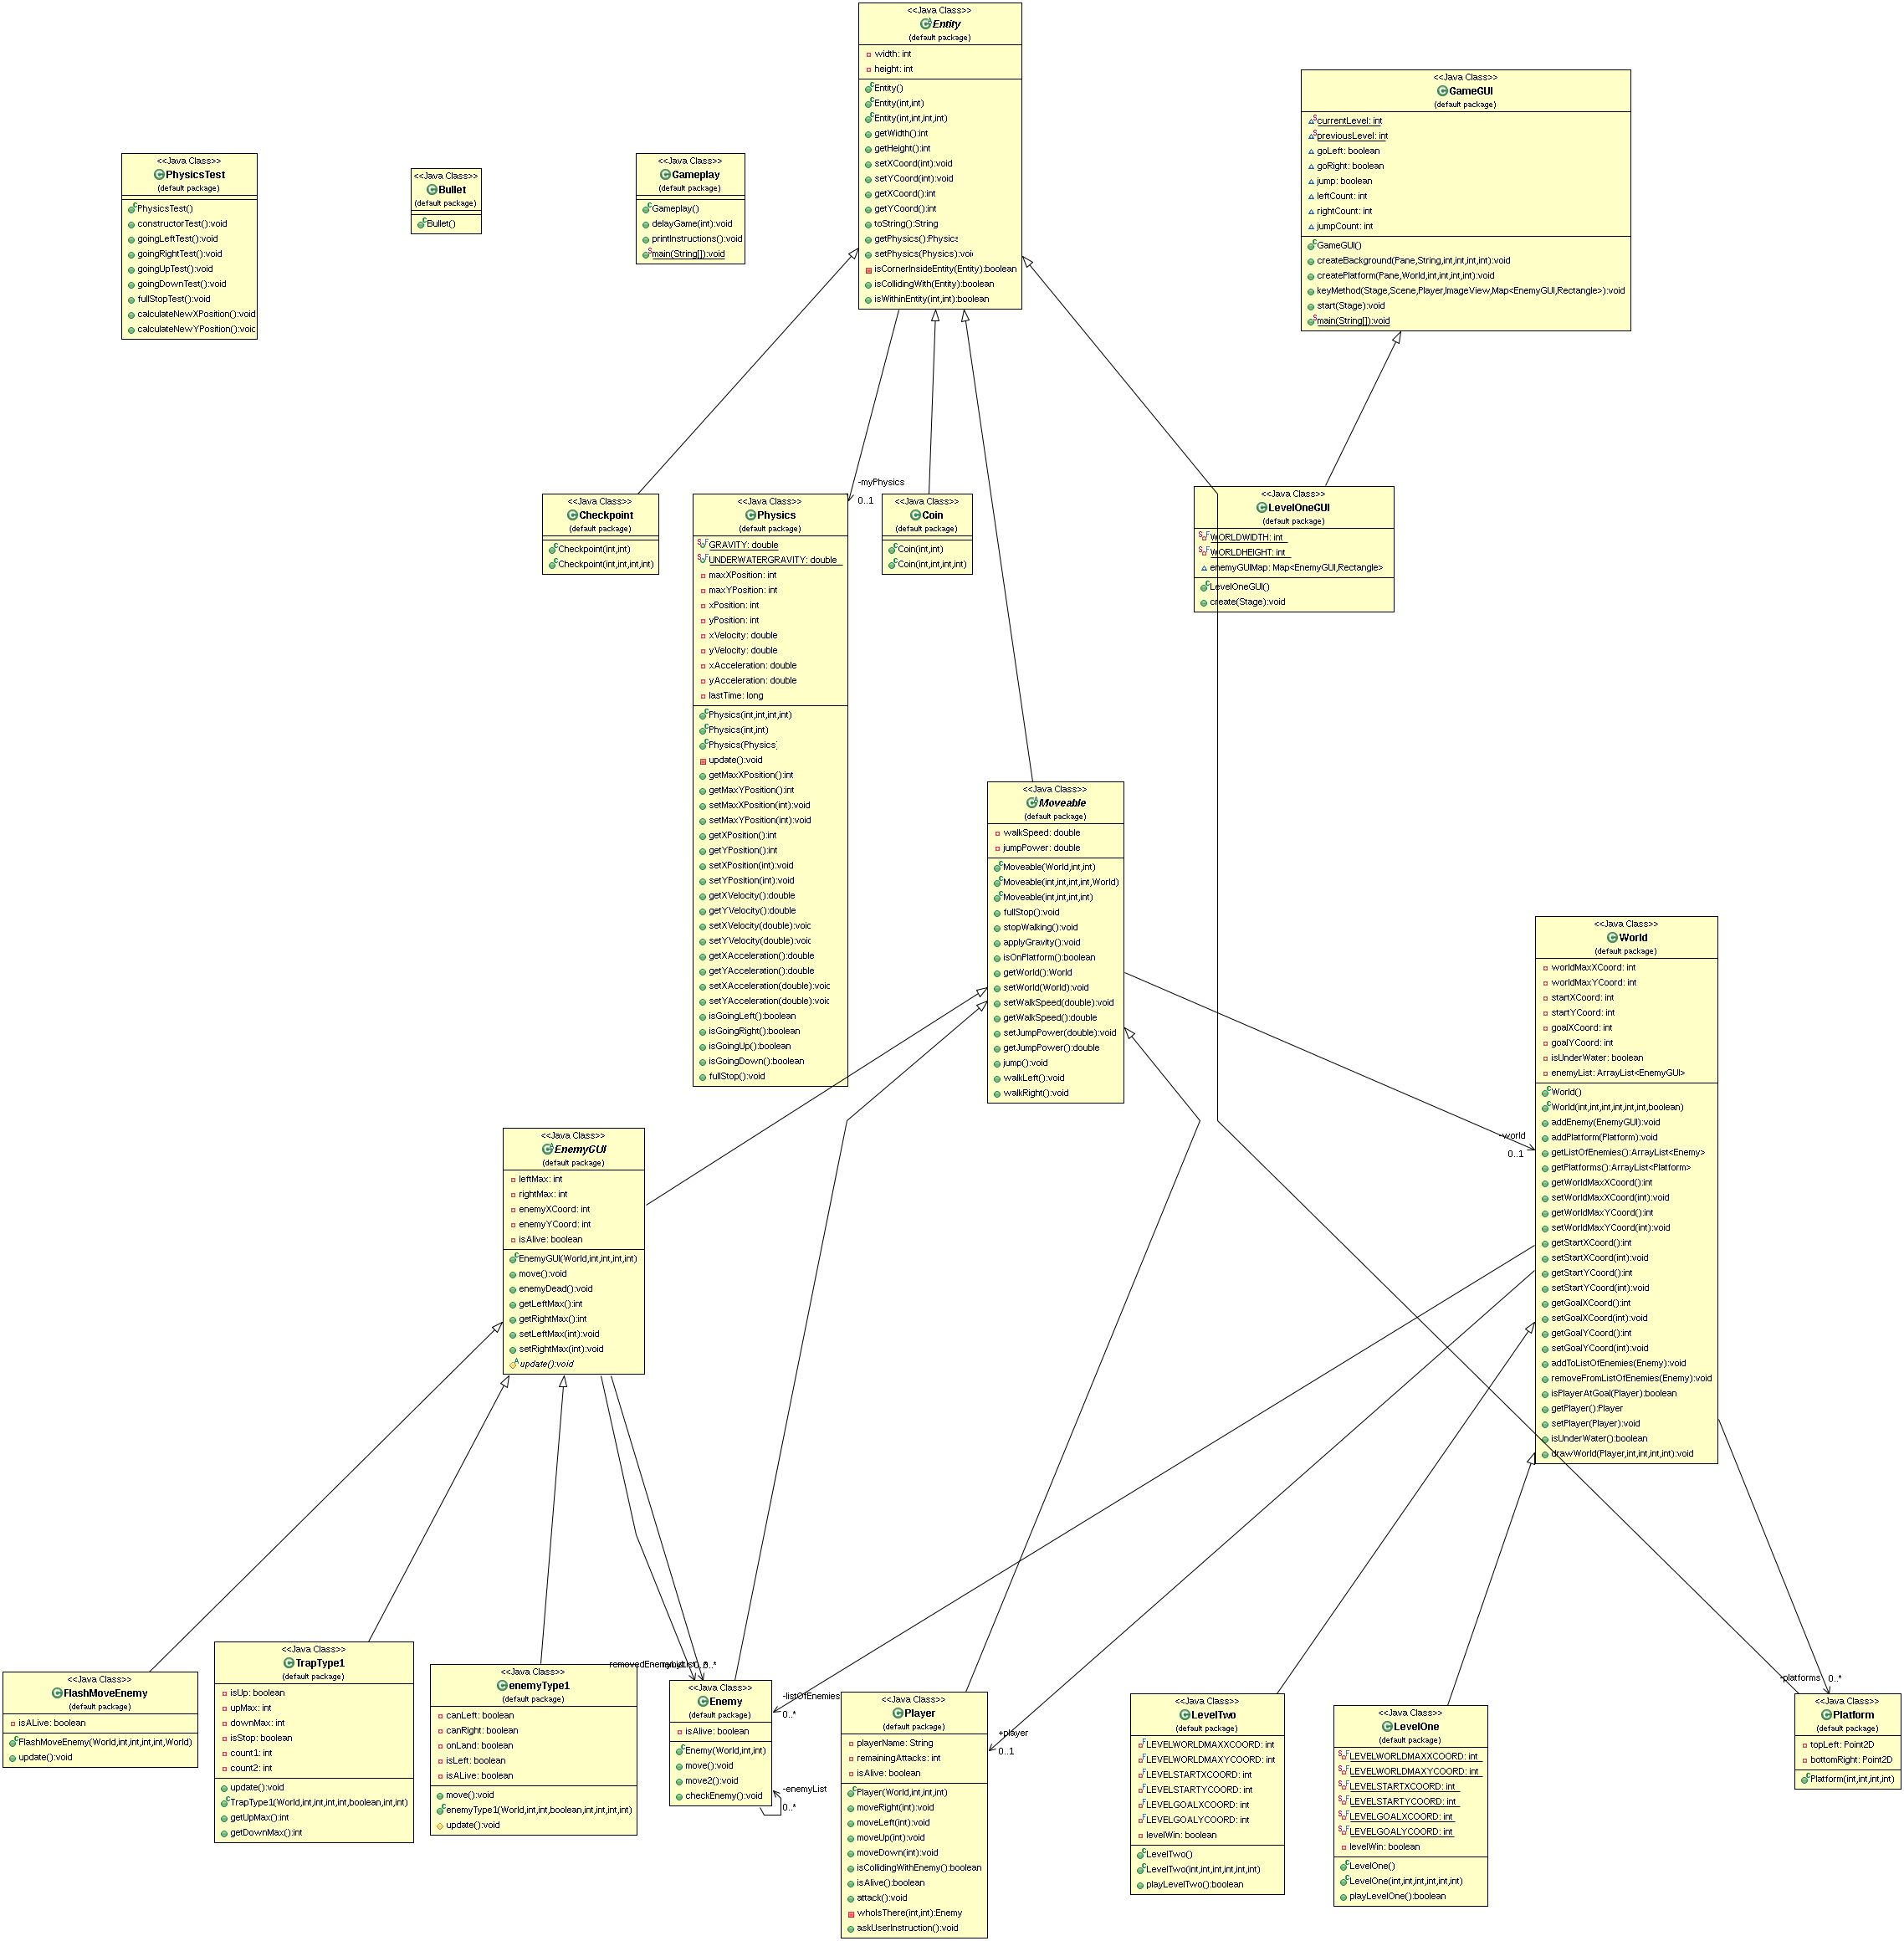 <<Java Class>>
Entity
(default package)
width: int
height: int
Entity()
Entity(int,int)
Entity(int,int,int,int)
getWidth():int
getHeight():int
setXCoord(int):void
setYCoord(int):void
getXCoord():int
getYCoord():int
toString():String
getPhysics():Physics
setPhysics(Physics):void
isCornerInsideEntity(Entity):boolean
isCollidingWith(Entity):boolean
isWithinEntity(int,int):boolean
<<Java Class>>
GameGUI
(default package)
currentLevel: int
previousLevel: int
goLeft: boolean
goRight: boolean
jump: boolean
leftCount: int
rightCount: int
jumpCount: int
GameGUI()
createBackground(Pane,String,int,int,int,int):void
createPlatform(Pane,World,int,int,int,int):void
keyMethod(Stage,Scene,Player,ImageView,Map<EnemyGUI,Rectangle>):void
start(Stage):void
main(String[]):void
<<Java Class>>
PhysicsTest
(default package)
PhysicsTest()
constructorTest():void
goingLeftTest():void
goingRightTest():void
goingUpTest():void
goingDownTest():void
fullStopTest():void
calculateNewXPosition():void
calculateNewYPosition():void
<<Java Class>>
Bullet
(default package)
Bullet()
<<Java Class>>
Gameplay
(default package)
Gameplay()
delayGame(int):void
printInstructions():void
main(String[]):void
<<Java Class>>
Checkpoint
(default package)
Checkpoint(int,int)
Checkpoint(int,int,int,int)
-myPhysics
0..1
<<Java Class>>
Physics
(default package)
GRAVITY: double
UNDERWATERGRAVITY: double
maxXPosition: int
maxYPosition: int
xPosition: int
yPosition: int
xVelocity: double
yVelocity: double
xAcceleration: double
yAcceleration: double
lastTime: long
Physics(int,int,int,int)
Physics(int,int)
Physics(Physics)
update():void
getMaxXPosition():int
getMaxYPosition():int
setMaxXPosition(int):void
setMaxYPosition(int):void
getXPosition():int
getYPosition():int
setXPosition(int):void
setYPosition(int):void
getXVelocity():double
getYVelocity():double
setXVelocity(double):void
setYVelocity(double):void
getXAcceleration():double
getYAcceleration():double
setXAcceleration(double):void
setYAcceleration(double):void
isGoingLeft():boolean
isGoingRight():boolean
isGoingUp():boolean
isGoingDown():boolean
fullStop():void
<<Java Class>>
Coin
(default package)
Coin(int,int)
Coin(int,int,int,int)
<<Java Class>>
LevelOneGUI
(default package)
WORLDWIDTH: int
WORLDHEIGHT: int
enemyGUIMap: Map<EnemyGUI,Rectangle>
LevelOneGUI()
create(Stage):void
<<Java Class>>
Moveable
(default package)
walkSpeed: double
jumpPower: double
Moveable(World,int,int)
Moveable(int,int,int,int,World)
Moveable(int,int,int,int)
fullStop():void
stopWalking():void
applyGravity():void
isOnPlatform():boolean
getWorld():World
setWorld(World):void
setWalkSpeed(double):void
getWalkSpeed():double
setJumpPower(double):void
getJumpPower():double
jump():void
walkLeft():void
walkRight():void
<<Java Class>>
World
(default package)
worldMaxXCoord: int
worldMaxYCoord: int
startXCoord: int
startYCoord: int
goalXCoord: int
goalYCoord: int
isUnderWater: boolean
enemyList: ArrayList<EnemyGUI>
World()
World(int,int,int,int,int,int,boolean)
addEnemy(EnemyGUI):void
addPlatform(Platform):void
getListOfEnemies():ArrayList<Enemy>
getPlatforms():ArrayList<Platform>
getWorldMaxXCoord():int
setWorldMaxXCoord(int):void
getWorldMaxYCoord():int
setWorldMaxYCoord(int):void
getStartXCoord():int
setStartXCoord(int):void
getStartYCoord():int
setStartYCoord(int):void
getGoalXCoord():int
setGoalXCoord(int):void
getGoalYCoord():int
setGoalYCoord(int):void
addToListOfEnemies(Enemy):void
removeFromListOfEnemies(Enemy):void
isPlayerAtGoal(Player):boolean
getPlayer():Player
setPlayer(Player):void
isUnderWater():boolean
drawWorld(Player,int,int,int,int):void
-world
0..1
<<Java Class>>
EnemyGUI
(default package)
leftMax: int
rightMax: int
enemyXCoord: int
enemyYCoord: int
isAlive: boolean
EnemyGUI(World,int,int,int,int)
move():void
enemyDead():void
getLeftMax():int
getRightMax():int
setLeftMax(int):void
setRightMax(int):void
update():void
<<Java Class>>
FlashMoveEnemy
(default package)
isALive: boolean
FlashMoveEnemy(World,int,int,int,int,World)
update():void
<<Java Class>>
TrapType1
(default package)
isUp: boolean
upMax: int
downMax: int
isStop: boolean
count1: int
count2: int
update():void
TrapType1(World,int,int,int,int,boolean,int,int)
getUpMax():int
getDownMax():int
<<Java Class>>
enemyType1
(default package)
canLeft: boolean
canRight: boolean
onLand: boolean
isLeft: boolean
isALive: boolean
move():void
enemyType1(World,int,int,boolean,int,int,int,int)
update():void
0..*
<<Java Class>>
Enemy
(default package)
isAlive: boolean
Enemy(World,int,int)
move():void
move2():void
checkEnemy():void
-listOfEnemies
0..*
-enemyList
0..*
<<Java Class>>
Player
(default package)
playerName: String
remainingAttacks: int
isAlive: boolean
Player(World,int,int,int)
moveRight(int):void
moveLeft(int):void
moveUp(int):void
moveDown(int):void
isCollidingWithEnemy():boolean
isAlive():boolean
attack():void
whoIsThere(int,int):Enemy
askUserInstruction():void
+player
0..1
<<Java Class>>
LevelTwo
(default package)
LEVELWORLDMAXXCOORD: int
LEVELWORLDMAXYCOORD: int
LEVELSTARTXCOORD: int
LEVELSTARTYCOORD: int
LEVELGOALXCOORD: int
LEVELGOALYCOORD: int
levelWin: boolean
LevelTwo()
LevelTwo(int,int,int,int,int,int)
playLevelTwo():boolean
<<Java Class>>
LevelOne
(default package)
LEVELWORLDMAXXCOORD: int
LEVELWORLDMAXYCOORD: int
LEVELSTARTXCOORD: int
LEVELSTARTYCOORD: int
LEVELGOALXCOORD: int
LEVELGOALYCOORD: int
levelWin: boolean
LevelOne()
LevelOne(int,int,int,int,int,int)
playLevelOne():boolean
-platforms
0..*
<<Java Class>>
Platform
(default package)
topLeft: Point2D
bottomRight: Point2D
Platform(int,int,int,int)